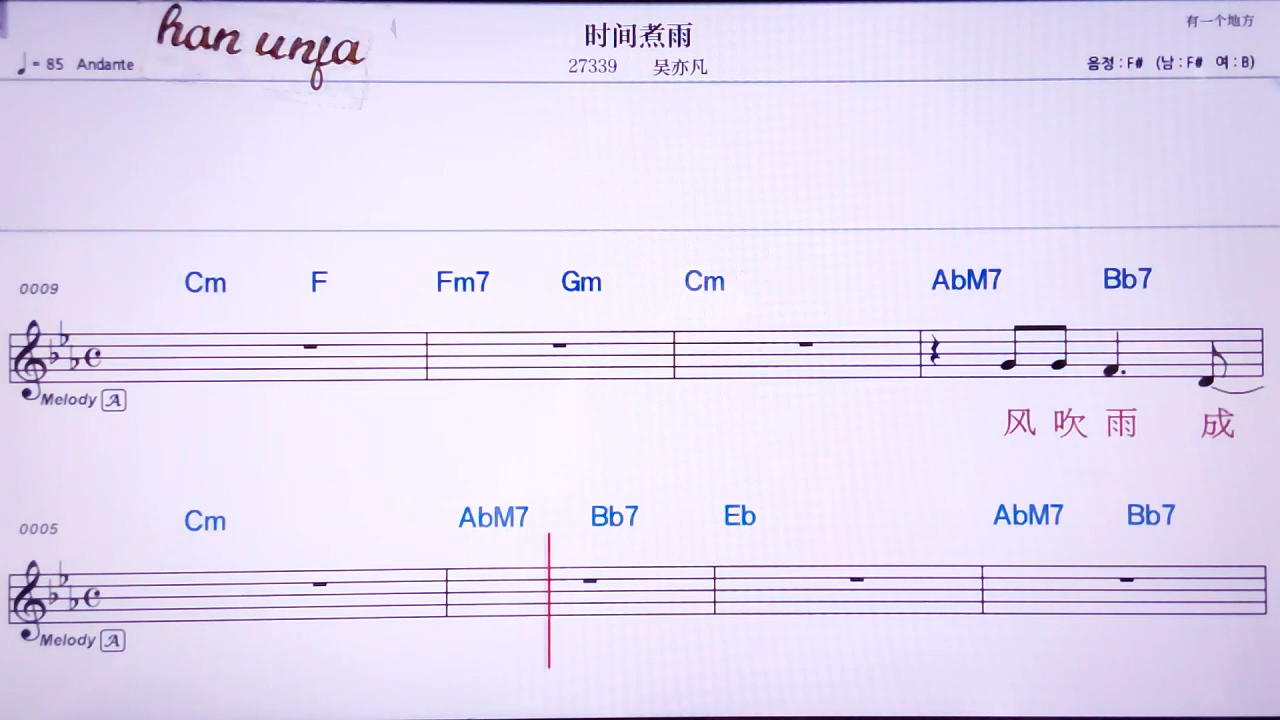 han unfa
时间煮雨
有一个地方
♩= 85 Andante
27339 吴亦凡
음정 : F# (남 : F# 여 : B)
Cm F Fm7 Gm Cm AbM7 Bb7
0009
Melody A
风 吹 雨 成
Cm AbM7 Bb7 Eb AbM7 Bb7
0005
Melody A